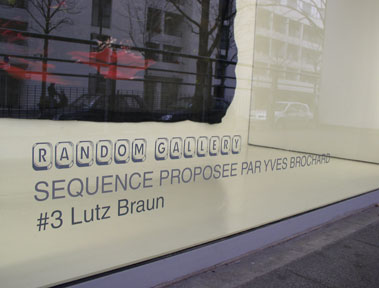 RANDOM GALLERY
SEQUENCE PROPOSEE PAR YVES BROCHARD
#3 Lutz Braun